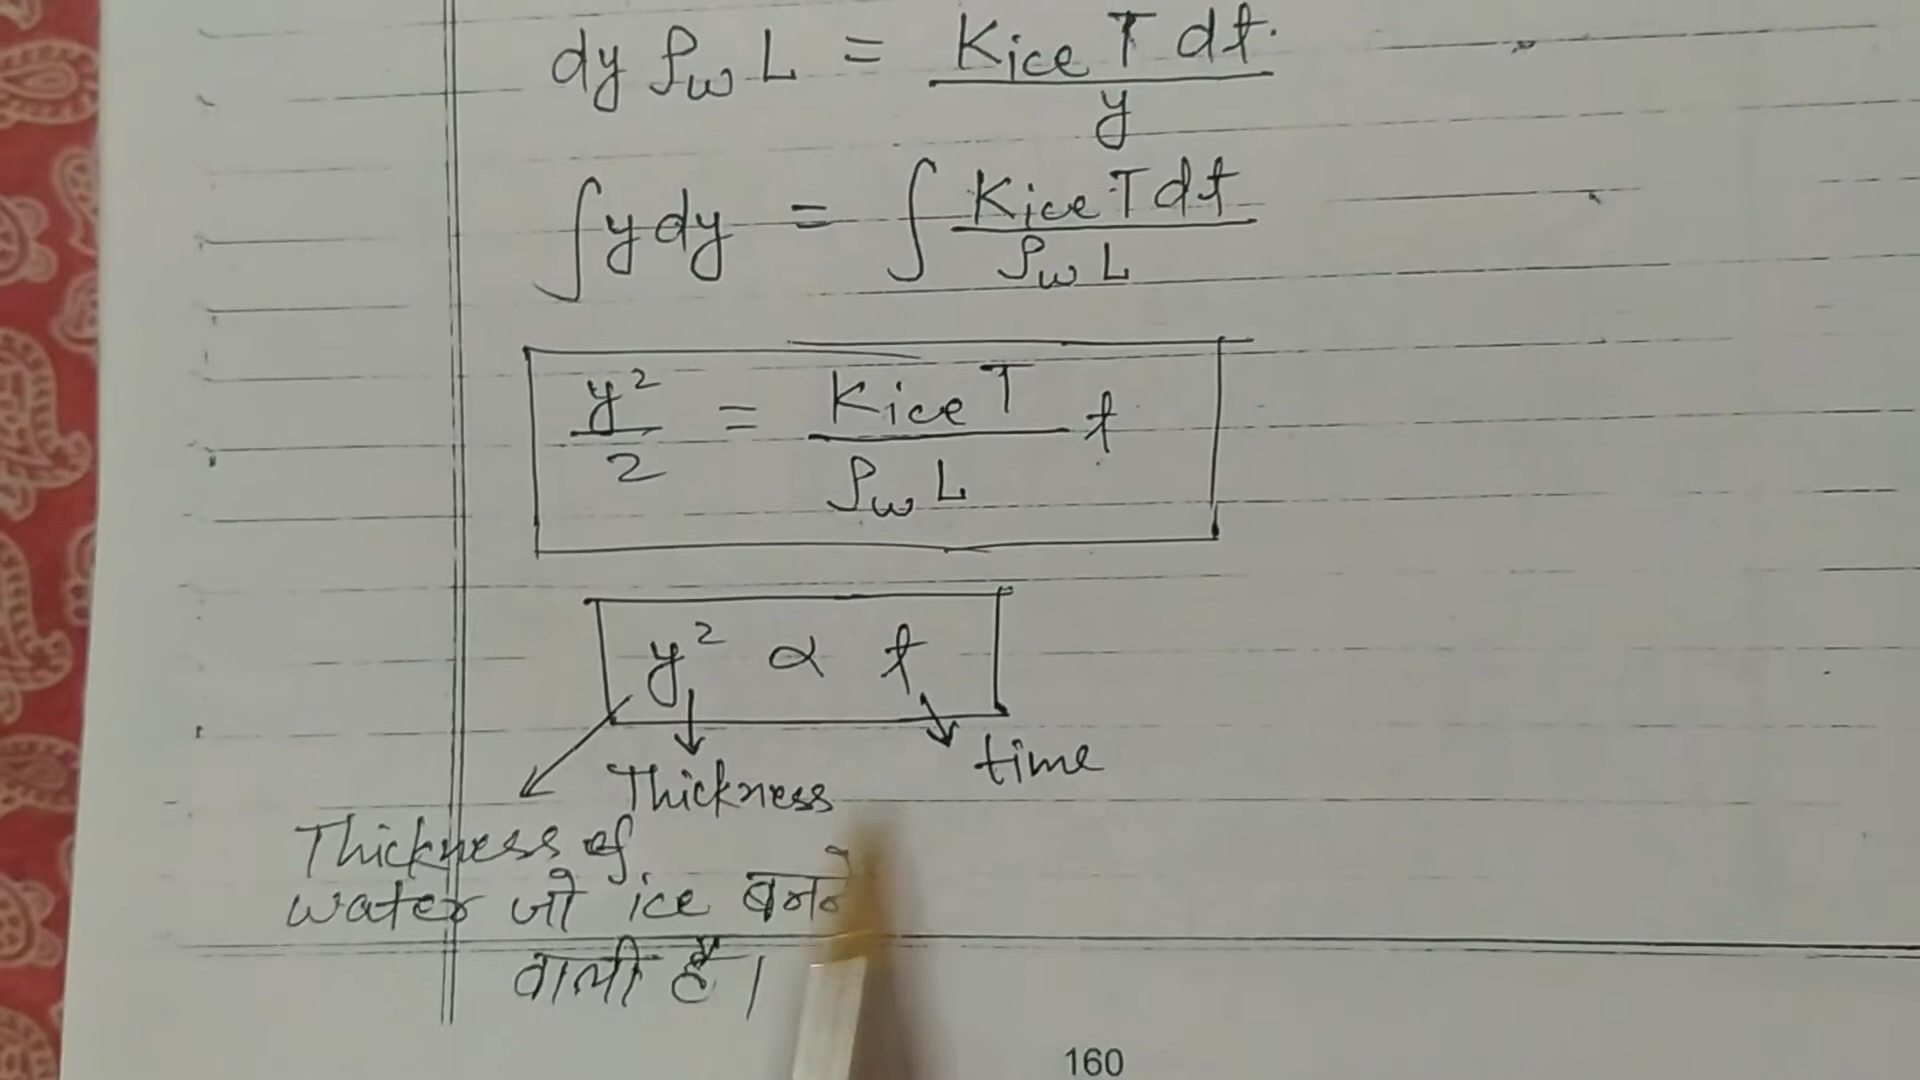 dy ρw L = Kice T dt / y
∫ y dy = ∫ Kice T dt / ρw L
y²/2 = Kice T / ρw L t
y² ∝ t
time
Thickness
Thickness of
water जो ice बनने
वाली है।
160